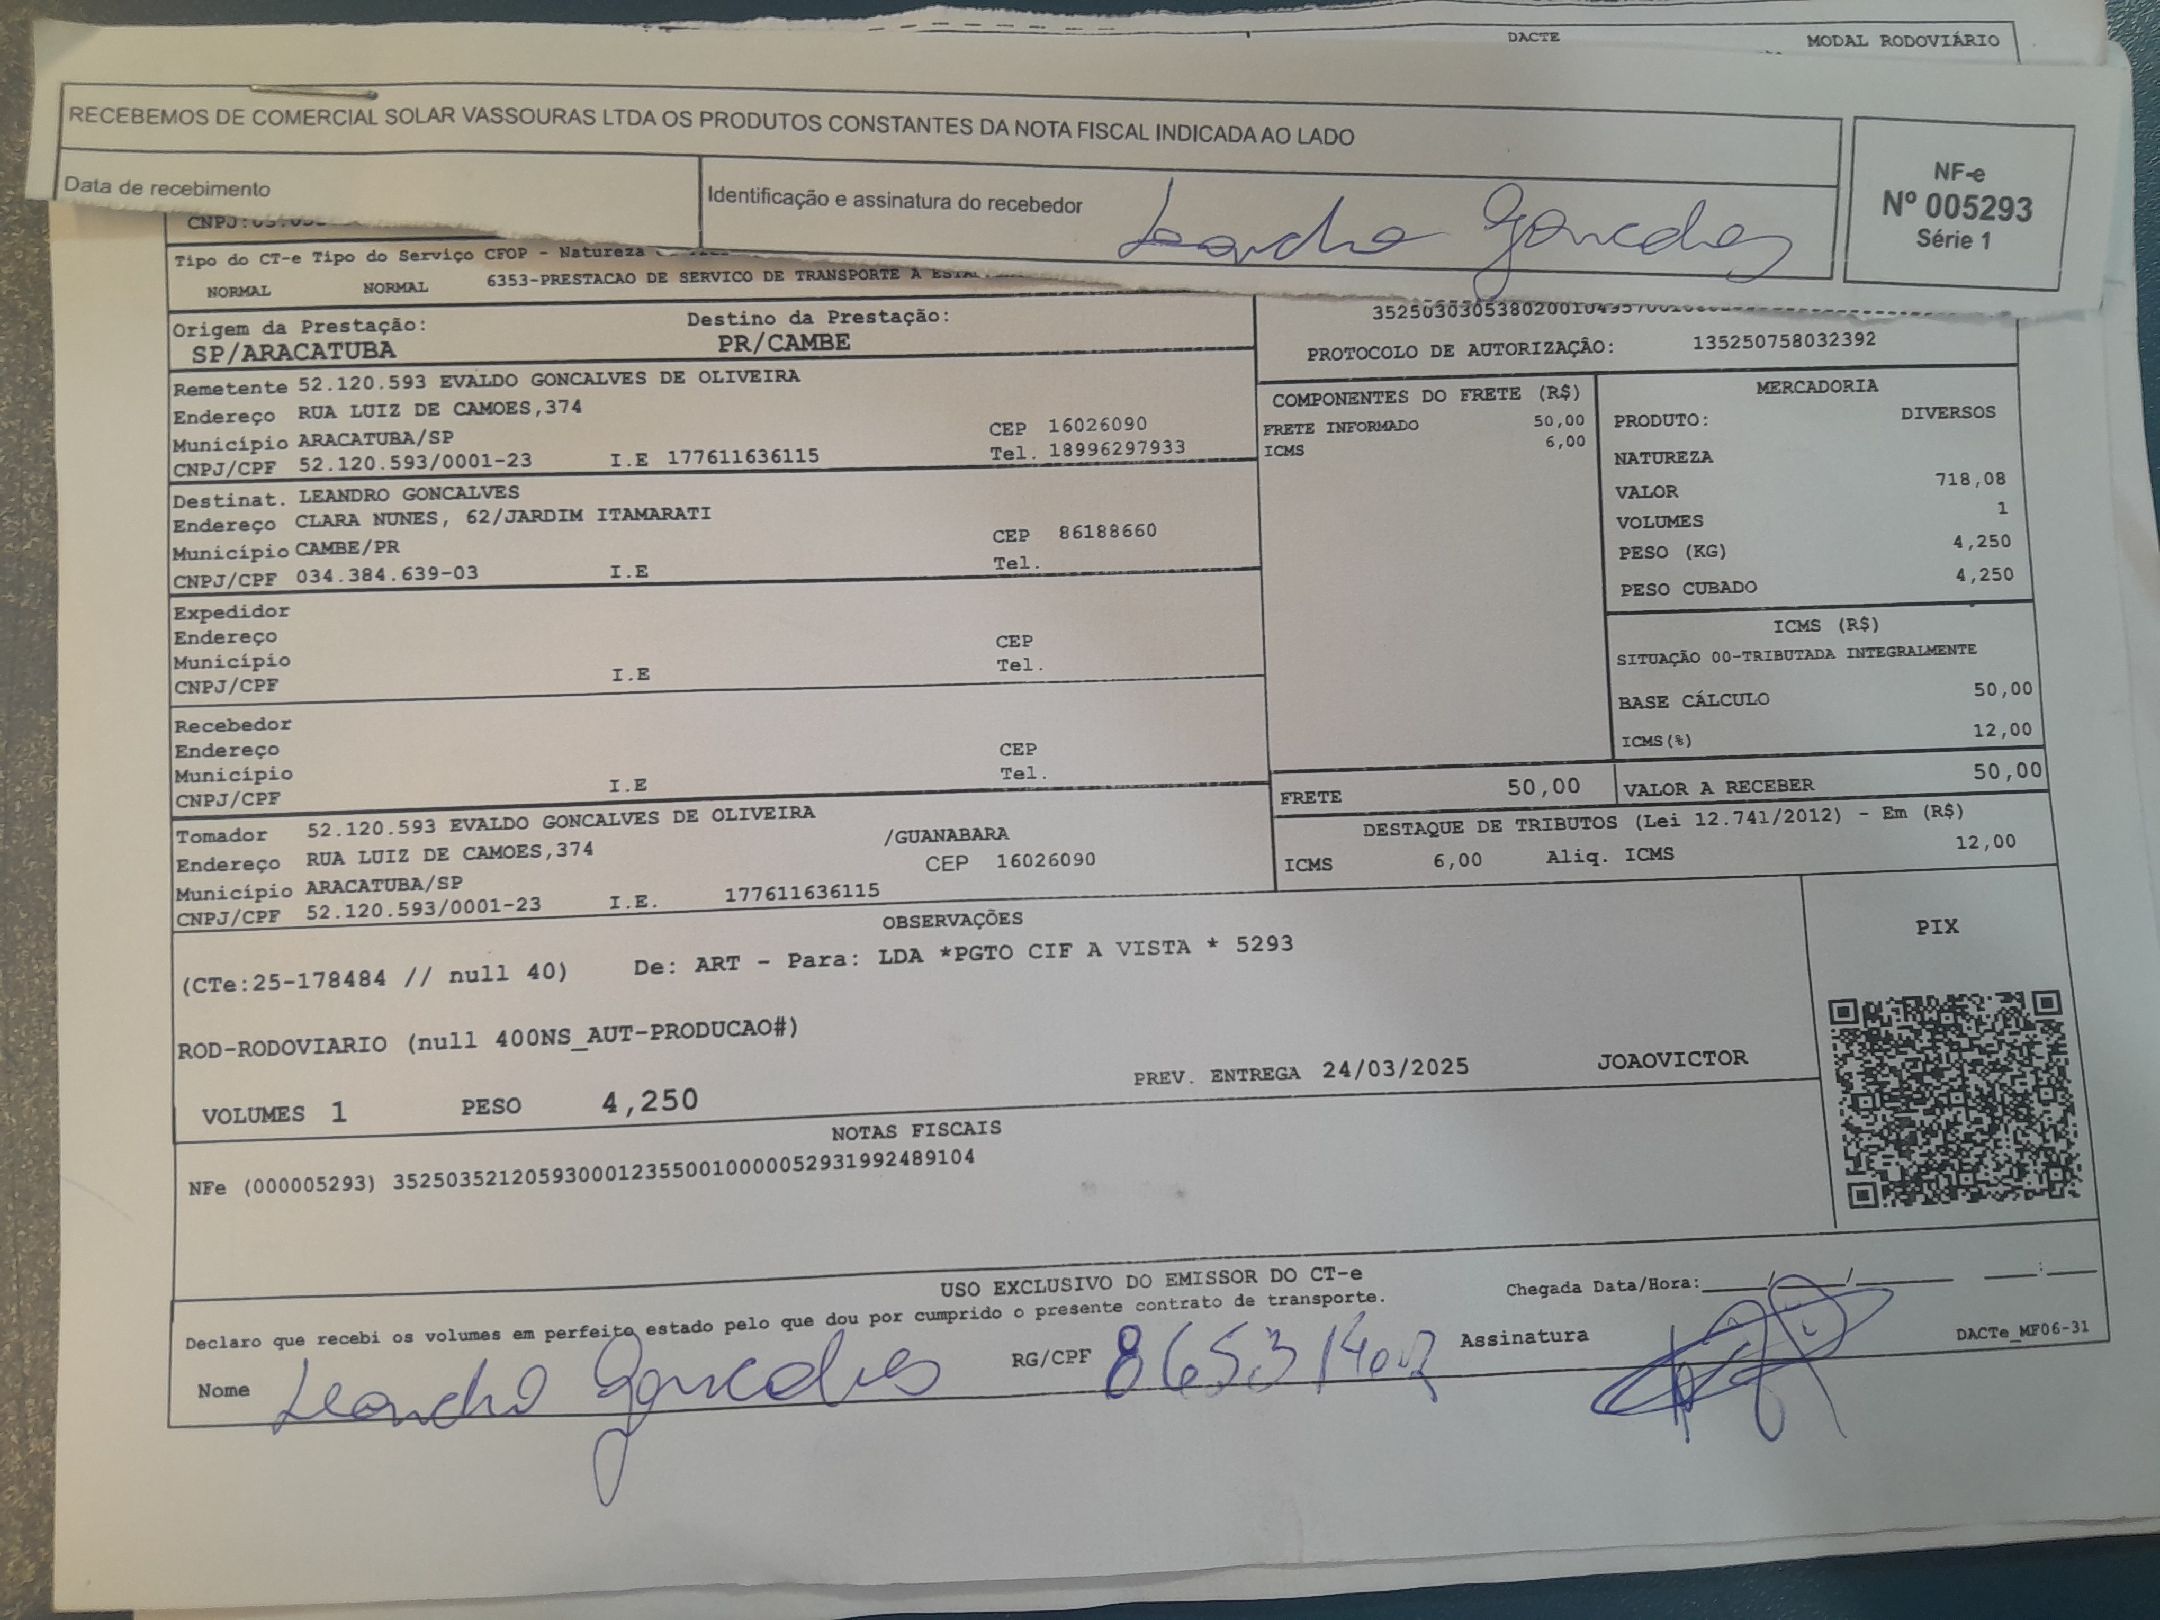 DACTE MODAL RODOVIÁRIO
RECEBEMOS DE COMERCIAL SOLAR VASSOURAS LTDA OS PRODUTOS CONSTANTES DA NOTA FISCAL INDICADA AO LADO
NF-e
Nº 005293
Série 1
Data de recebimento
Identificação e assinatura do recebedor Leandro Goncalves
Tipo do CT-e Tipo do Serviço CFOP - Natureza
NORMAL NORMAL 6353-PRESTACAO DE SERVICO DE TRANSPORTE A
Origem da Prestação: Destino da Prestação:
SP/ARACATUBA PR/CAMBE
PROTOCOLO DE AUTORIZAÇÃO: 135250758032392
Remetente 52.120.593 EVALDO GONCALVES DE OLIVEIRA
Endereço RUA LUIZ DE CAMOES,374
Município ARACATUBA/SP CEP 16026090
CNPJ/CPF 52.120.593/0001-23 I.E 177611636115 Tel. 18996297933
Destinat. LEANDRO GONCALVES
Endereço CLARA NUNES, 62/JARDIM ITAMARATI
Município CAMBE/PR CEP 86188660
CNPJ/CPF 034.384.639-03 I.E Tel.
Expedidor
Endereço
Município CEP
CNPJ/CPF I.E Tel.
Recebedor
Endereço
Município CEP
CNPJ/CPF I.E Tel.
Tomador 52.120.593 EVALDO GONCALVES DE OLIVEIRA
Endereço RUA LUIZ DE CAMOES,374 /GUANABARA
Município ARACATUBA/SP CEP 16026090
CNPJ/CPF 52.120.593/0001-23 I.E. 177611636115
COMPONENTES DO FRETE (R$)
FRETE INFORMADO 50,00
ICMS 6,00
MERCADORIA
PRODUTO: DIVERSOS
NATUREZA
VALOR 718,08
VOLUMES 1
PESO (KG) 4,250
PESO CUBADO 4,250
ICMS (R$)
SITUAÇÃO 00-TRIBUTADA INTEGRALMENTE
BASE CÁLCULO 50,00
ICMS(%) 12,00
FRETE 50,00 VALOR A RECEBER 50,00
DESTAQUE DE TRIBUTOS (Lei 12.741/2012) - Em (R$)
ICMS 6,00 Aliq. ICMS 12,00
OBSERVAÇÕES
(CTe:25-178484 // null 40) De: ART - Para: LDA *PGTO CIF A VISTA * 5293
ROD-RODOVIARIO (null 400NS_AUT-PRODUCAO#)
VOLUMES 1 PESO 4,250 PREV. ENTREGA 24/03/2025 JOAOVICTOR
PIX
NOTAS FISCAIS
NFe (000005293) 35250352120593000123550010000052931992489104
USO EXCLUSIVO DO EMISSOR DO CT-e
Declaro que recebi os volumes em perfeito estado pelo que dou por cumprido o presente contrato de transporte.
Chegada Data/Hora:____/____/______ ___:___
Nome Leandro Goncalves RG/CPF Assinatura
DACTe_MF06-31